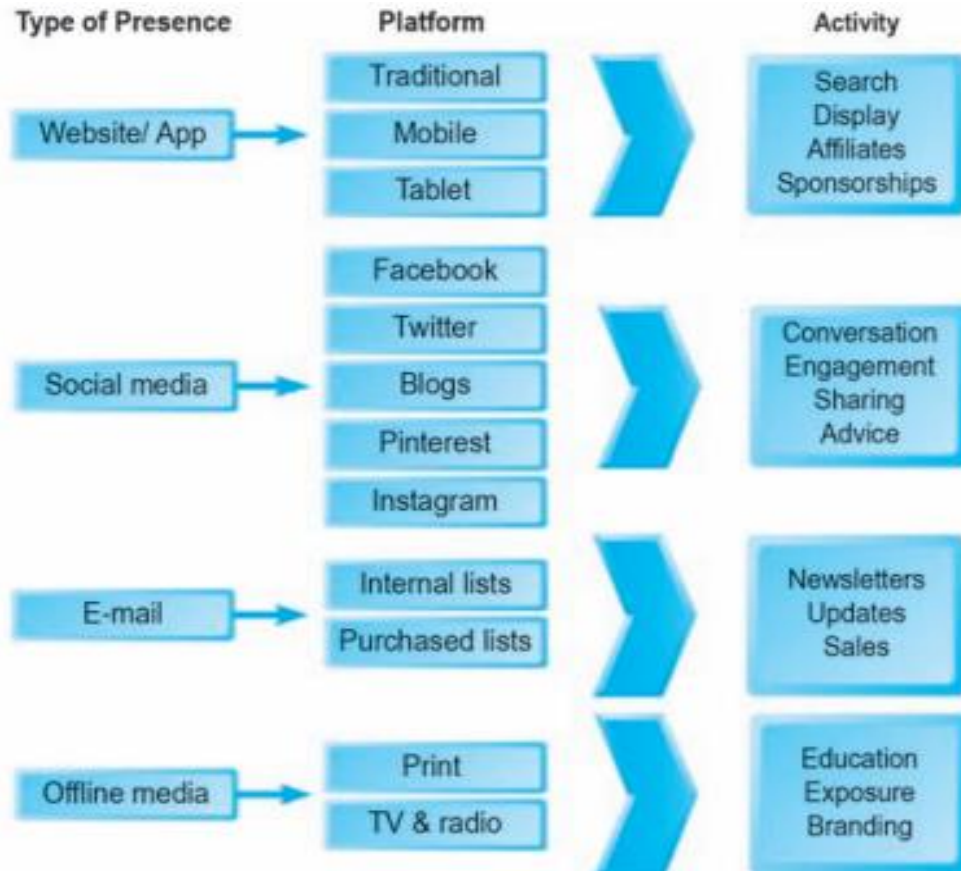 Type of Presence
Platform
Activity
Website/ App
Traditional
Mobile
Tablet
Search
Display
Affiliates
Sponsorships
Social media
Facebook
Twitter
Blogs
Pinterest
Instagram
Conversation
Engagement
Sharing
Advice
E-mail
Internal lists
Purchased lists
Newsletters
Updates
Sales
Offline media
Print
TV & radio
Education
Exposure
Branding